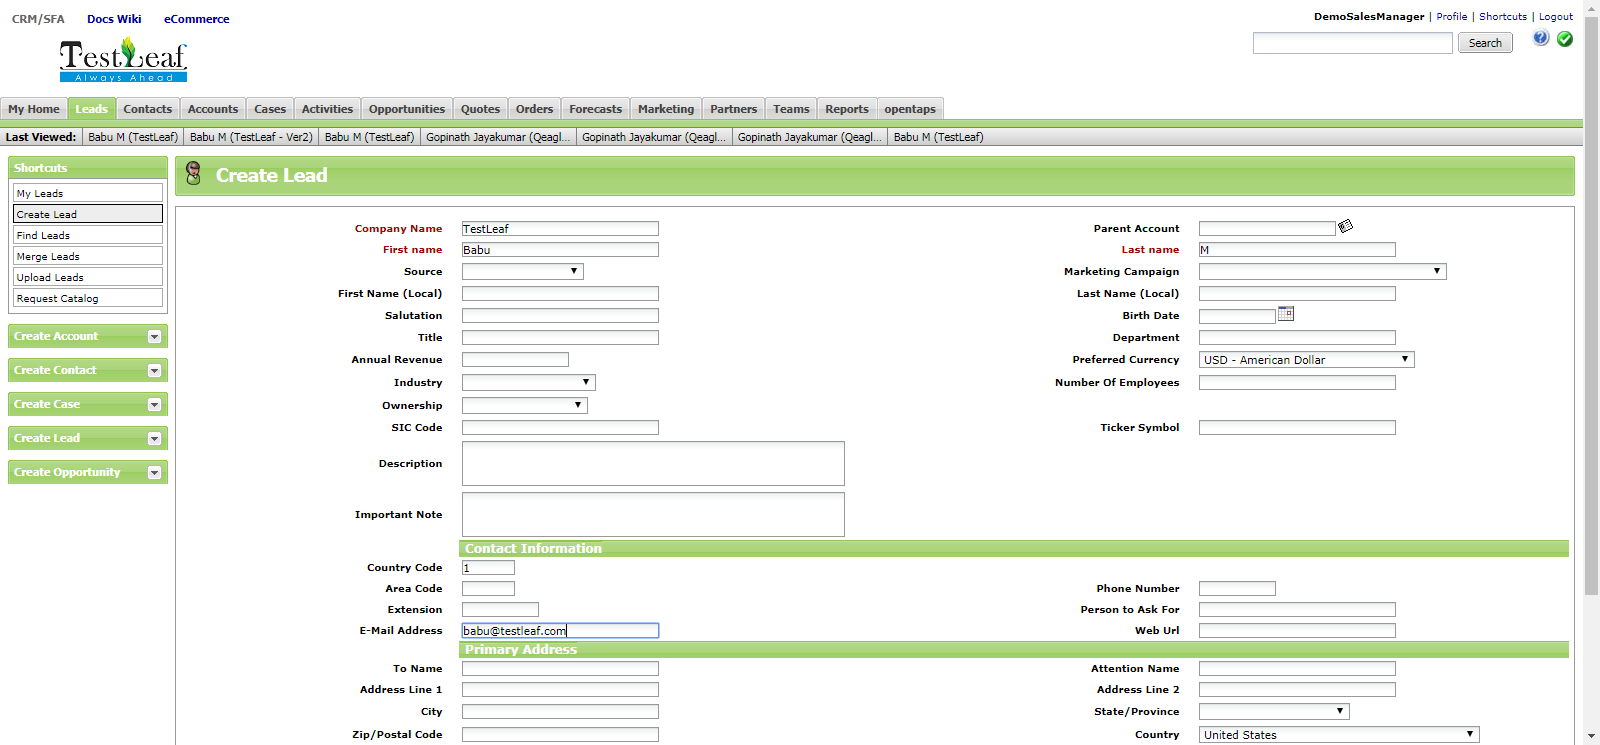 CRM/SFA Docs Wiki eCommerce
DemoSalesManager | Profile | Shortcuts | Logout
TestLeaf
Always Ahead
Search
My Home Leads Contacts Accounts Cases Activities Opportunities Quotes Orders Forecasts Marketing Partners Teams Reports opentaps
Last Viewed: Babu M (TestLeaf) Babu M (TestLeaf - Ver2) Babu M (TestLeaf) Gopinath Jayakumar (Qeagl... Gopinath Jayakumar (Qeagl... Gopinath Jayakumar (Qeagl... Babu M (TestLeaf)
Shortcuts
My Leads
Create Lead
Find Leads
Merge Leads
Upload Leads
Request Catalog
Create Account
Create Contact
Create Case
Create Lead
Create Opportunity
Create Lead
Company Name TestLeaf Parent Account
First name Babu Last name M
Source Marketing Campaign
First Name (Local) Last Name (Local)
Salutation Birth Date
Title Department
Annual Revenue Preferred Currency USD - American Dollar
Industry Number Of Employees
Ownership
SIC Code Ticker Symbol
Description
Important Note
Contact Information
Country Code 1
Area Code Phone Number
Extension Person to Ask For
E-Mail Address babu@testleaf.com Web Url
Primary Address
To Name Attention Name
Address Line 1 Address Line 2
City State/Province
Zip/Postal Code Country United States